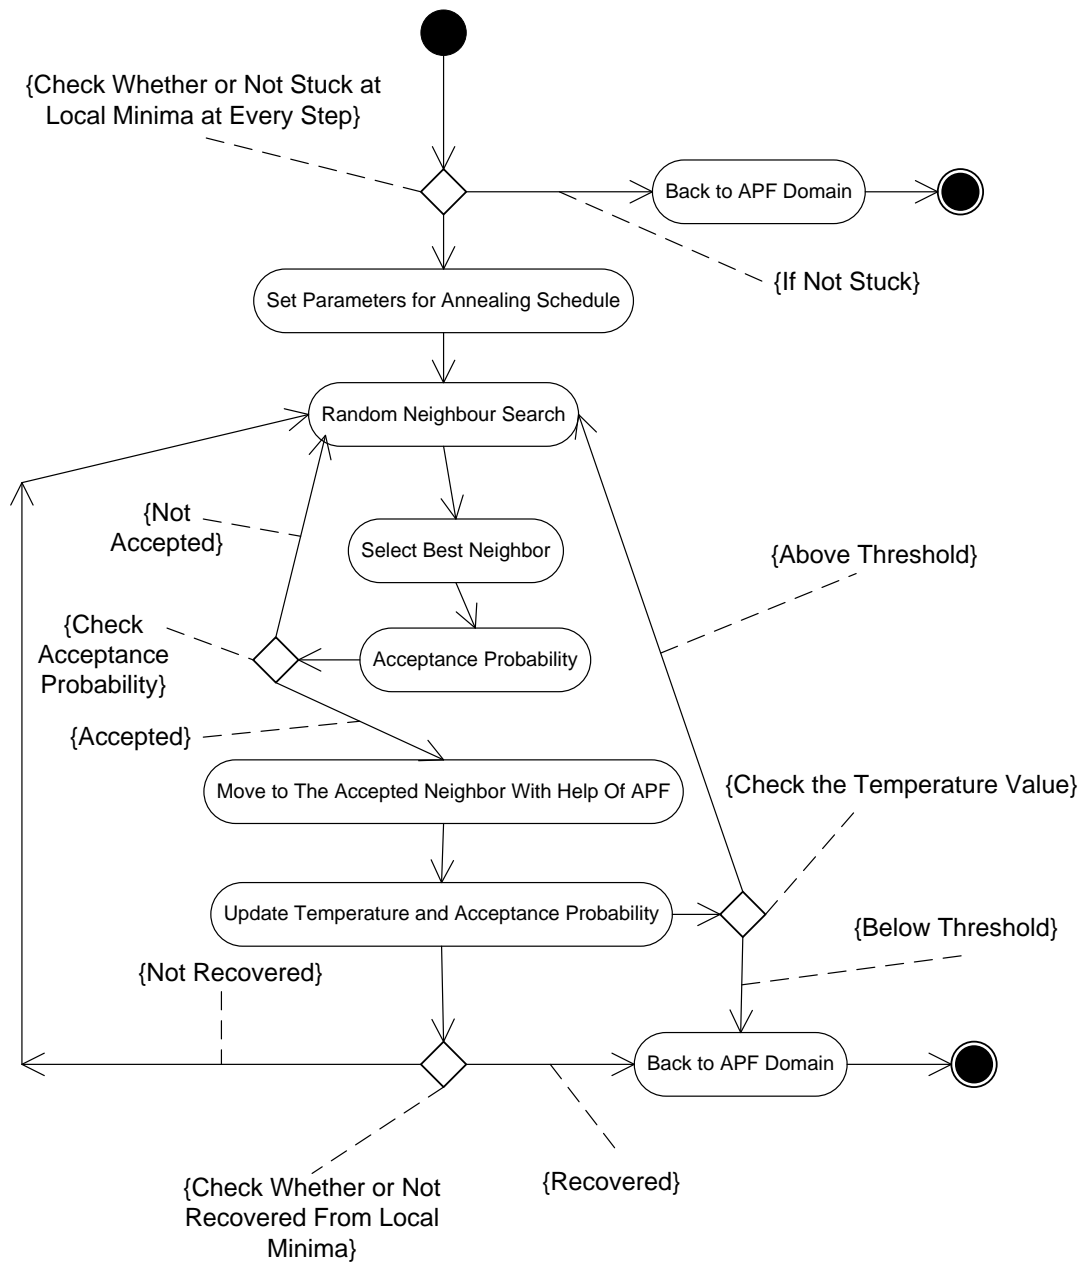 {Check Whether or Not Stuck at
Local Minima at Every Step}
Back to APF Domain
{If Not Stuck}
Set Parameters for Annealing Schedule
Random Neighbour Search
{Not
Accepted}
Select Best Neighbor
{Above Threshold}
{Check
Acceptance
Probability}
Acceptance Probability
{Accepted}
Move to The Accepted Neighbor With Help Of APF
{Check the Temperature Value}
Update Temperature and Acceptance Probability
{Below Threshold}
{Not Recovered}
Back to APF Domain
{Check Whether or Not
Recovered From Local
Minima}
{Recovered}